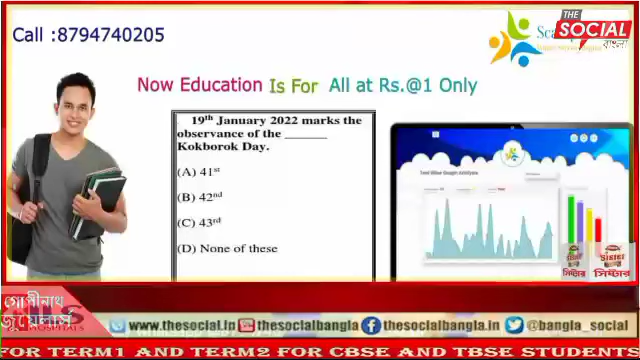 Call :8794740205
THE
SOCIAL
বাংলা
Now Education Is For All at Rs.@1 Only
19th January 2022 marks the
observance of the ______
Kokborok Day.
(A) 41st
(B) 42nd
(C) 43rd
(D) None of these
সিস্টার
সিস্টার
গোপীনাথ
জুয়েলার্স
HOSPITALS
www.thesocial.in
thesocialbangla
thesocialbangla
@bangla_social
FOR TERM1 AND TERM2 FOR CBSE AND TBSE STUDENTS